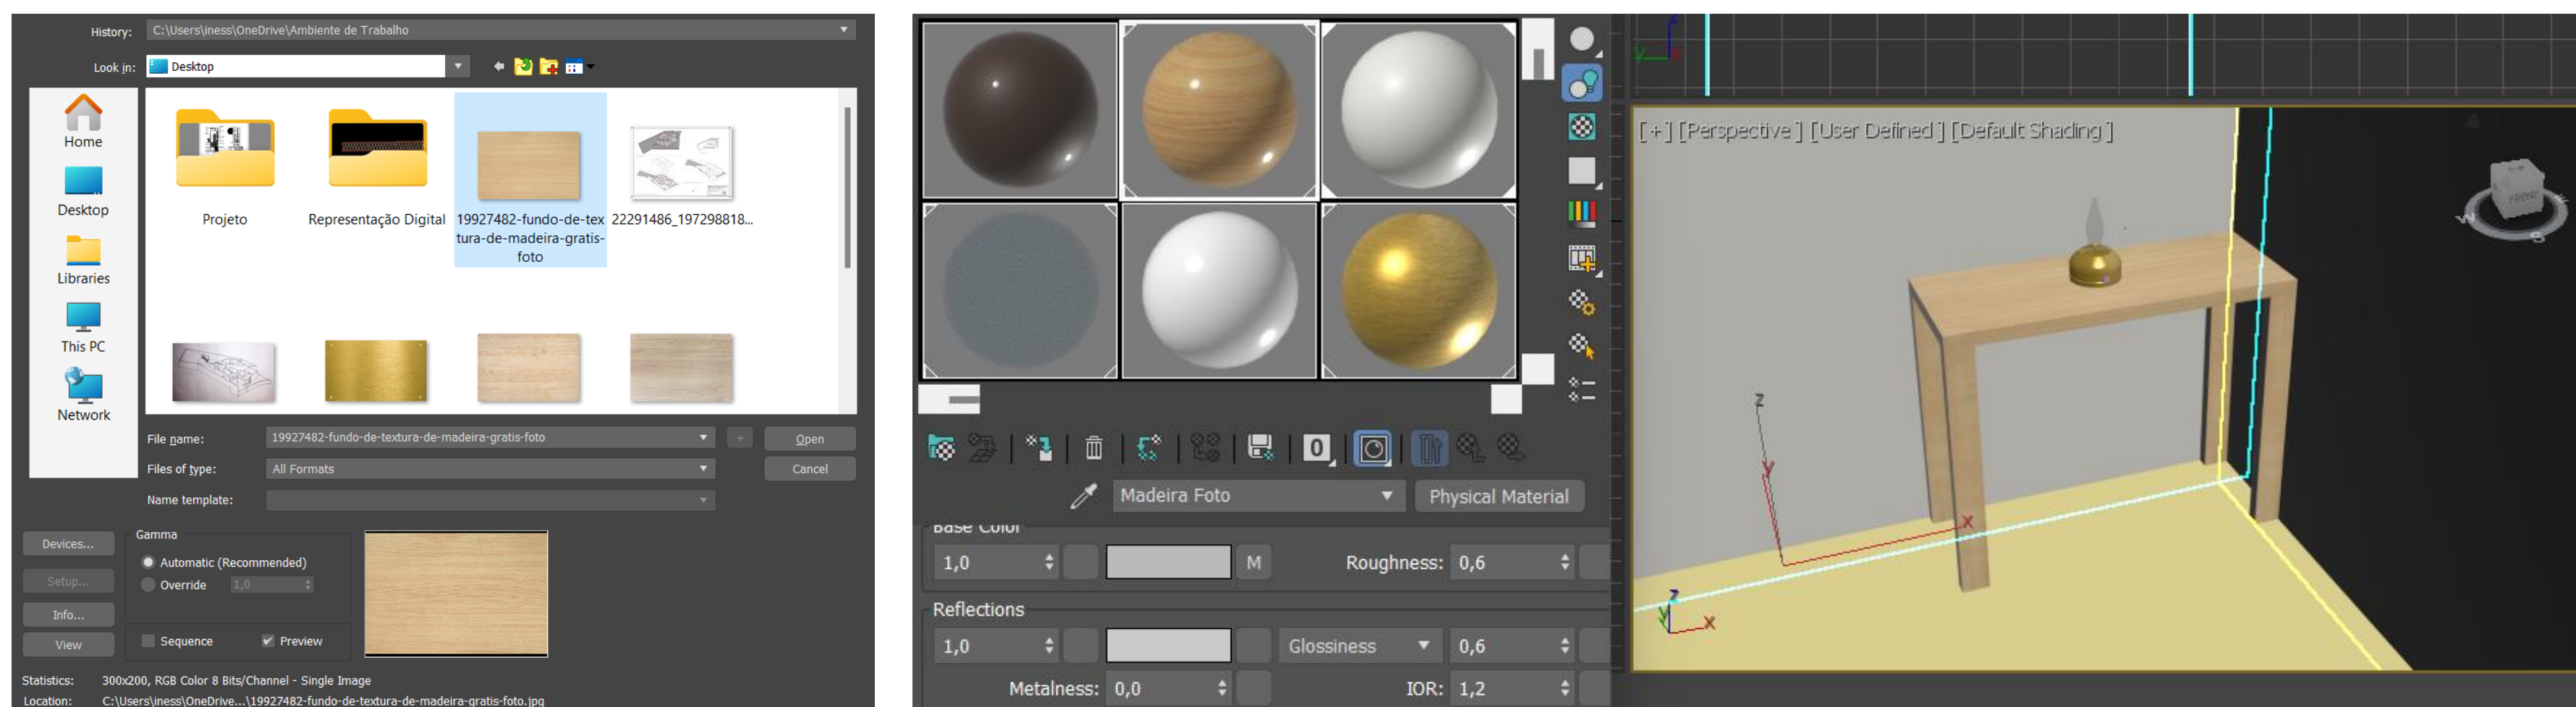 History: C:\Users\iness\OneDrive\Ambiente de Trabalho
Look in: Desktop
Home
Desktop
Libraries
This PC
Network
Projeto
Representação Digital
19927482-fundo-de-tex
tura-de-madeira-gratis-
foto
22291486_197298818...
File name: 19927482-fundo-de-textura-de-madeira-gratis-foto
Open
Files of type: All Formats
Cancel
Name template:
Devices...
Setup...
Info...
View
Gamma
Automatic (Recommended)
Override 1,0
Sequence
Preview
Statistics: 300x200, RGB Color 8 Bits/Channel - Single Image
Location: C:\Users\iness\OneDrive...\19927482-fundo-de-textura-de-madeira-gratis-foto.jpg
0
Madeira Foto
Physical Material
Base Color
1,0 M Roughness: 0,6
Reflections
1,0 Glossiness 0,6
Metalness: 0,0 IOR: 1,2
y
[+] [Perspective ] [User Defined ] [Default Shading ]
FRONT
W
S
z
y
x
z
y
x